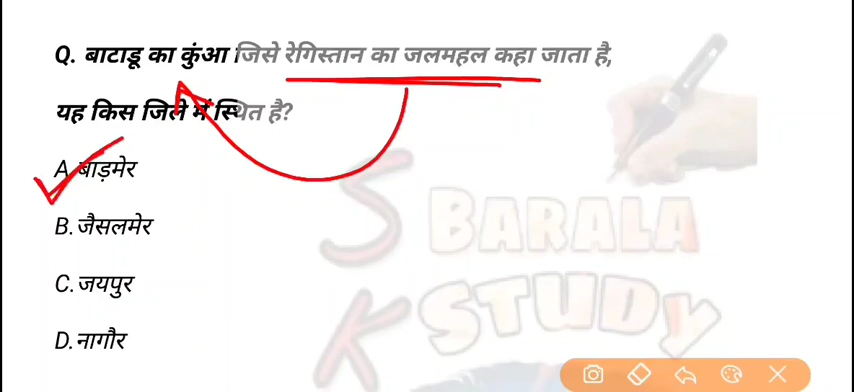 Q. बाटाडू का कुंआ जिसे रेगिस्तान का जलमहल कहा जाता है,
यह किस जिले में स्थित है?
A. बाड़मेर
B. जैसलमेर
C. जयपुर
D. नागौर
S BARALA
K STUDY